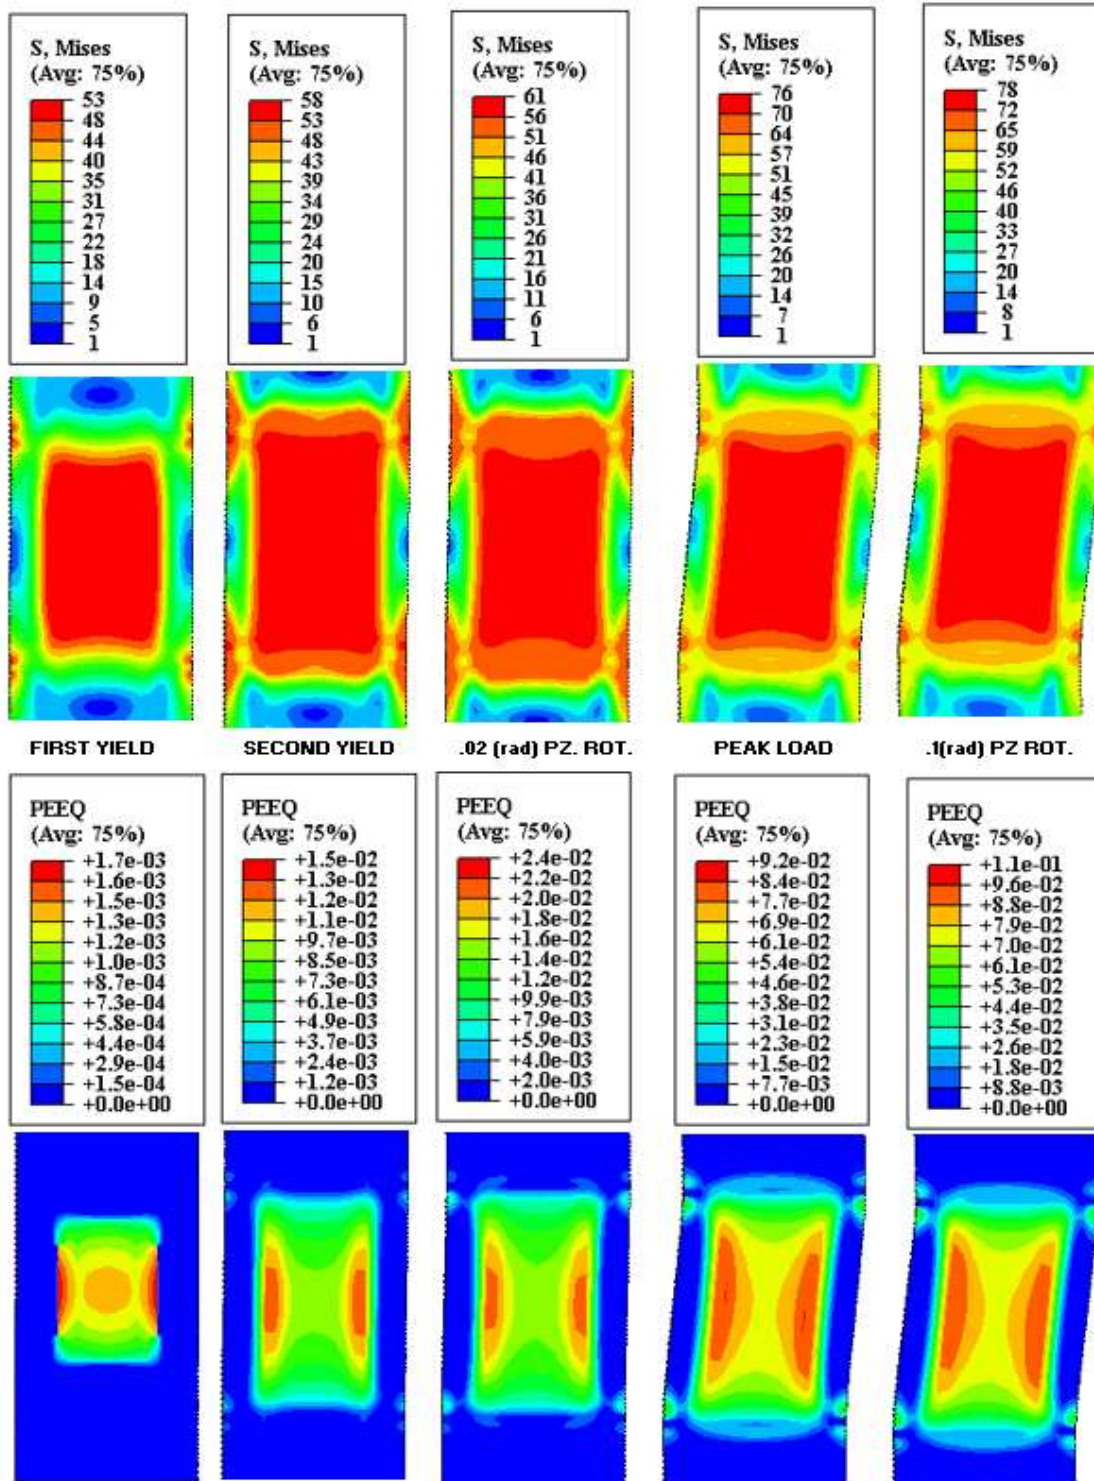 S, Mises
(Avg: 75%)
53
48
44
40
35
31
27
22
18
14
9
5
1
S, Mises
(Avg: 75%)
58
53
48
43
39
34
29
24
20
15
10
6
1
S, Mises
(Avg: 75%)
61
56
51
46
41
36
31
26
21
16
11
6
1
S, Mises
(Avg: 75%)
76
70
64
57
51
45
39
32
26
20
14
7
1
S, Mises
(Avg: 75%)
78
72
65
59
52
46
40
33
27
20
14
8
1
FIRST YIELD
SECOND YIELD
.02 (rad) PZ. ROT.
PEAK LOAD
.1(rad) PZ ROT.
PEEQ
(Avg: 75%)
+1.7e-03
+1.6e-03
+1.5e-03
+1.3e-03
+1.2e-03
+1.0e-03
+8.7e-04
+7.3e-04
+5.8e-04
+4.4e-04
+2.9e-04
+1.5e-04
+0.0e+00
PEEQ
(Avg: 75%)
+1.5e-02
+1.3e-02
+1.2e-02
+1.1e-02
+9.7e-03
+8.5e-03
+7.3e-03
+6.1e-03
+4.9e-03
+3.7e-03
+2.4e-03
+1.2e-03
+0.0e+00
PEEQ
(Avg: 75%)
+2.4e-02
+2.2e-02
+2.0e-02
+1.8e-02
+1.6e-02
+1.4e-02
+1.2e-02
+9.9e-03
+7.9e-03
+5.9e-03
+4.0e-03
+2.0e-03
+0.0e+00
PEEQ
(Avg: 75%)
+9.2e-02
+8.4e-02
+7.7e-02
+6.9e-02
+6.1e-02
+5.4e-02
+4.6e-02
+3.8e-02
+3.1e-02
+2.3e-02
+1.5e-02
+7.7e-03
+0.0e+00
PEEQ
(Avg: 75%)
+1.1e-01
+9.6e-02
+8.8e-02
+7.9e-02
+7.0e-02
+6.1e-02
+5.3e-02
+4.4e-02
+3.5e-02
+2.6e-02
+1.8e-02
+8.8e-03
+0.0e+00